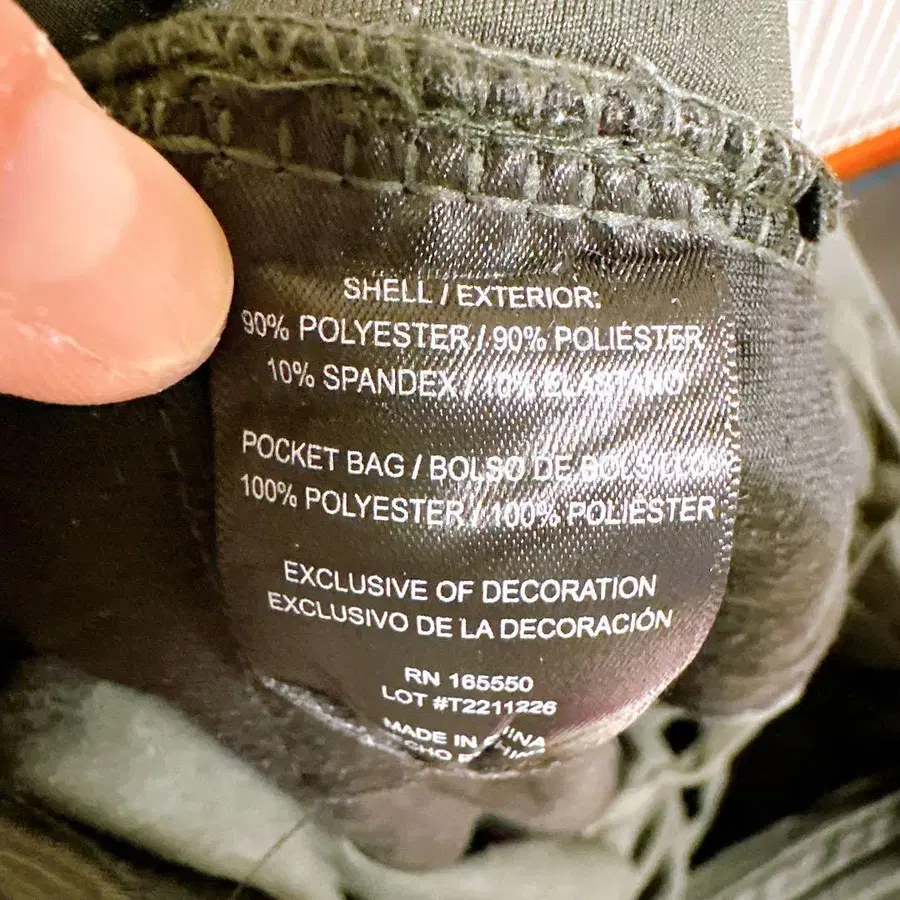 SHELL / EXTERIOR:
90% POLYESTER / 90% POLIÉSTER
10% SPANDEX / 10% ELASTANO
POCKET BAG / BOLSO DE BOLSILLO
100% POLYESTER / 100% POLIÉSTER
EXCLUSIVE OF DECORATION
EXCLUSIVO DE LA DECORACIÓN
RN 165550
LOT #T2211226
MADE IN CHINA